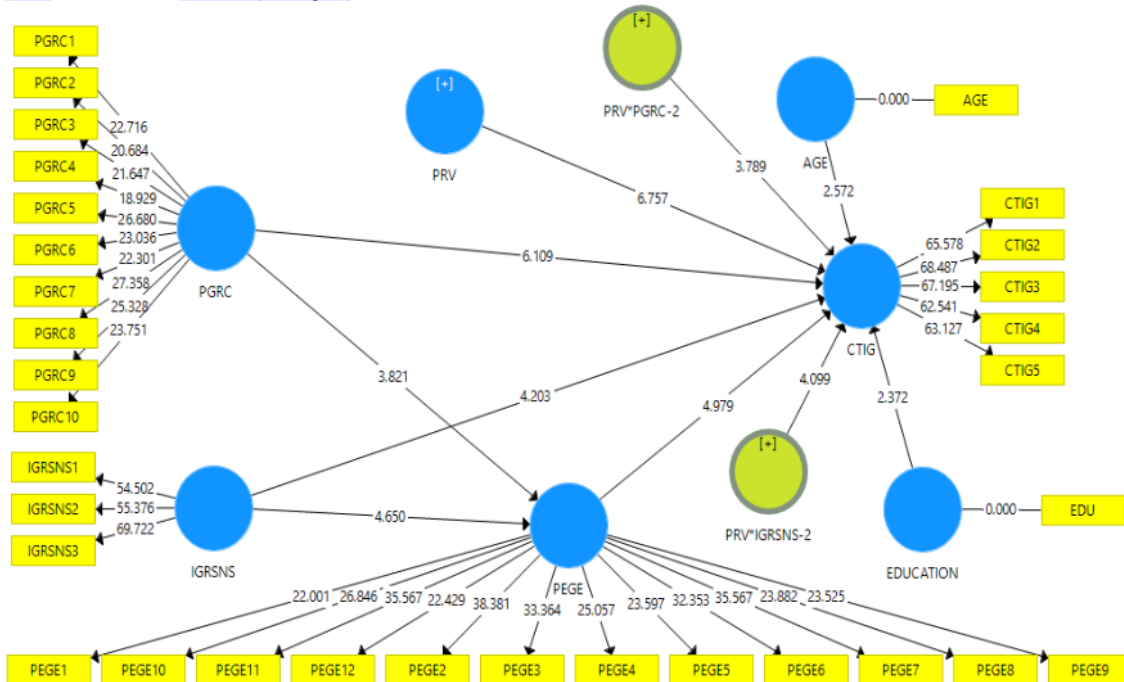 [+]
PGRC1
PGRC2
PGRC3
PGRC4
PGRC5
PGRC6
PGRC7
PGRC8
PGRC9
PGRC10
22.716
20.684
21.647
18.929
26.680
23.036
22.301
27.358
25.328
23.751
PGRC
[+]
PRV
PRV*PGRC-2
AGE
0.000
AGE
3.789
2.572
6.757
6.109
CTIG1
CTIG2
CTIG3
CTIG4
CTIG5
65.578
68.487
67.195
62.541
63.127
CTIG
3.821
4.203
4.979
4.099
2.372
IGRSNS1
IGRSNS2
IGRSNS3
54.502
55.376
69.722
IGRSNS
4.650
PEGE
[+]
PRV*IGRSNS-2
EDUCATION
0.000
EDU
22.001
26.846
35.567
22.429
38.381
33.364
25.057
23.597
32.353
35.567
23.882
23.525
PEGE1
PEGE10
PEGE11
PEGE12
PEGE2
PEGE3
PEGE4
PEGE5
PEGE6
PEGE7
PEGE8
PEGE9